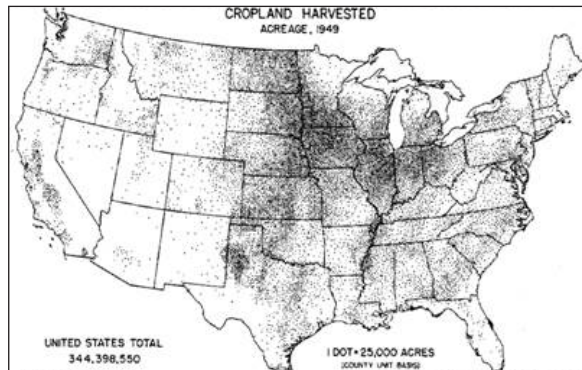 CROPLAND HARVESTED
ACREAGE, 1949
UNITED STATES TOTAL
344,398,550
1 DOT=25,000 ACRES
(COUNTY UNIT BASIS)